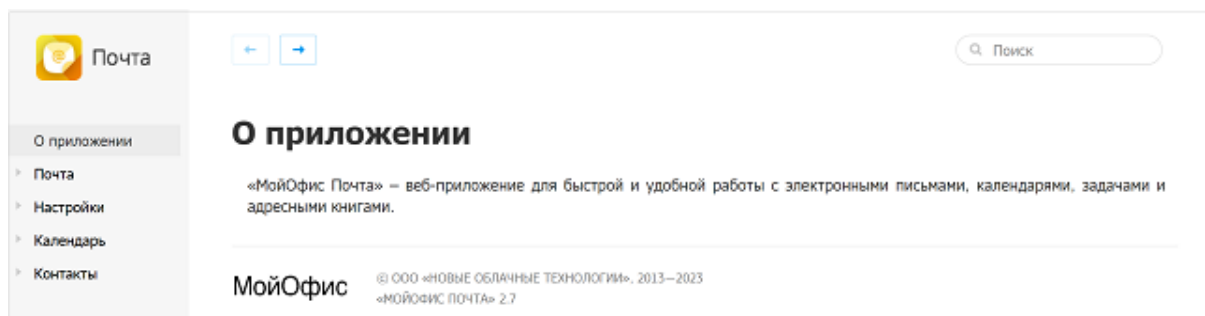 Почта
Поиск
О приложении
Почта
Настройки
Календарь
Контакты
О приложении
«МойОфис Почта» — веб-приложение для быстрой и удобной работы с электронными письмами, календарями, задачами и
адресными книгами.
МойОфис
© ООО «НОВЫЕ ОБЛАЧНЫЕ ТЕХНОЛОГИИ», 2013—2023
«МОЙОФИС ПОЧТА» 2.7